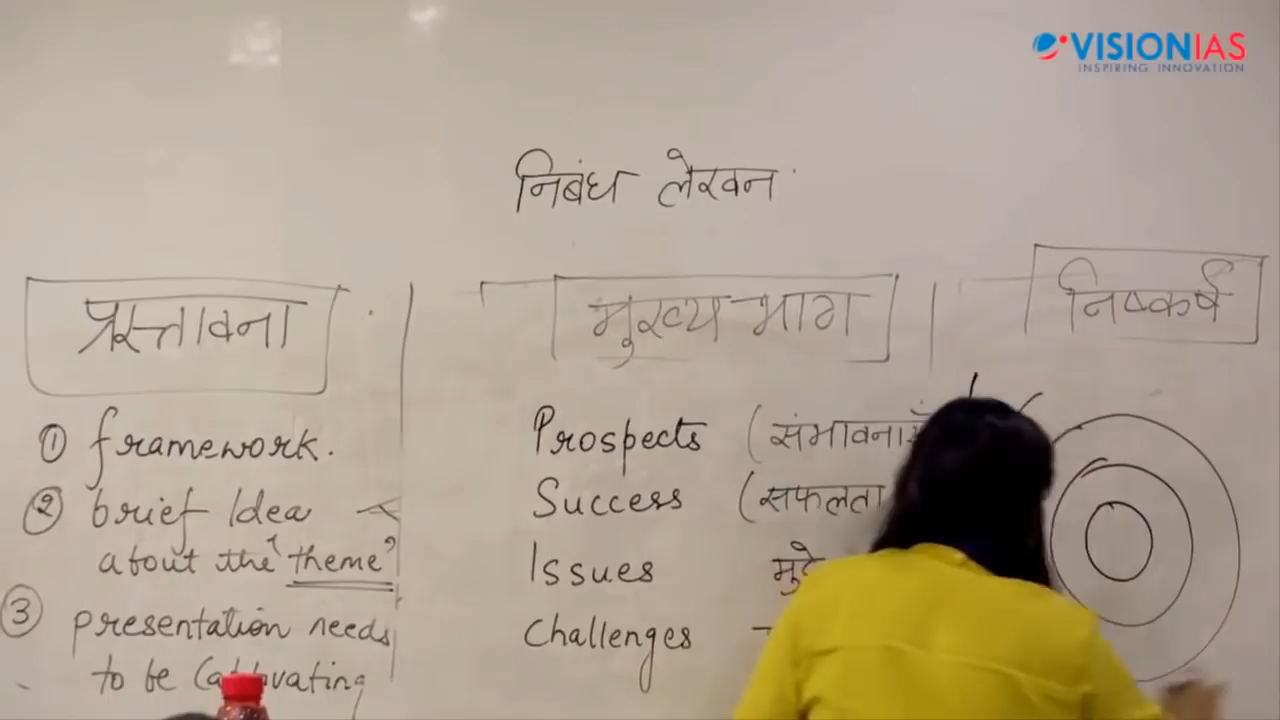 VISIONIAS
INSPIRING INNOVATION
निबंध लेखन
प्रस्तावना
① framework.
② brief Idea
about the "theme"
③ presentation needs
to be
मुख्य भाग
Prospects (संभावनायें
Success (सफलता
Issues
Challenges
निष्कर्ष